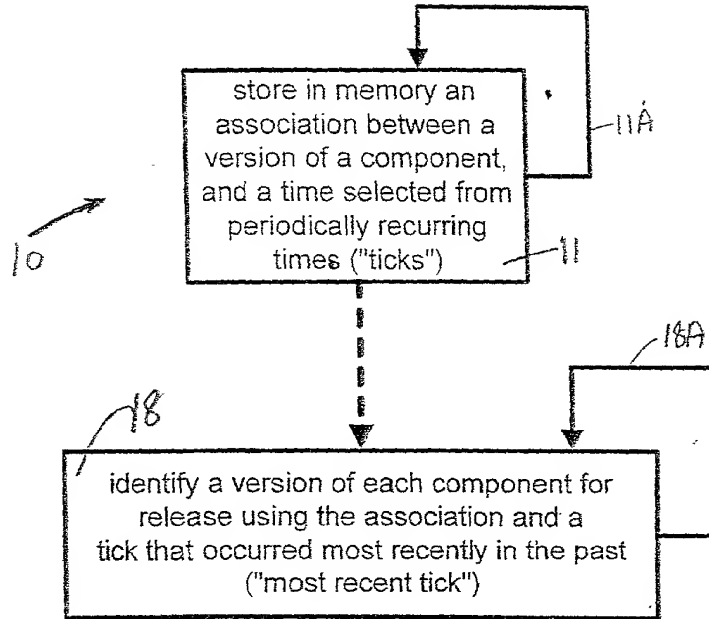 store in memory an
association between a
version of a component,
and a time selected from
periodically recurring
times ("ticks")
11A
10
11
18A
18
identify a version of each component for
release using the association and a
tick that occurred most recently in the past
("most recent tick")